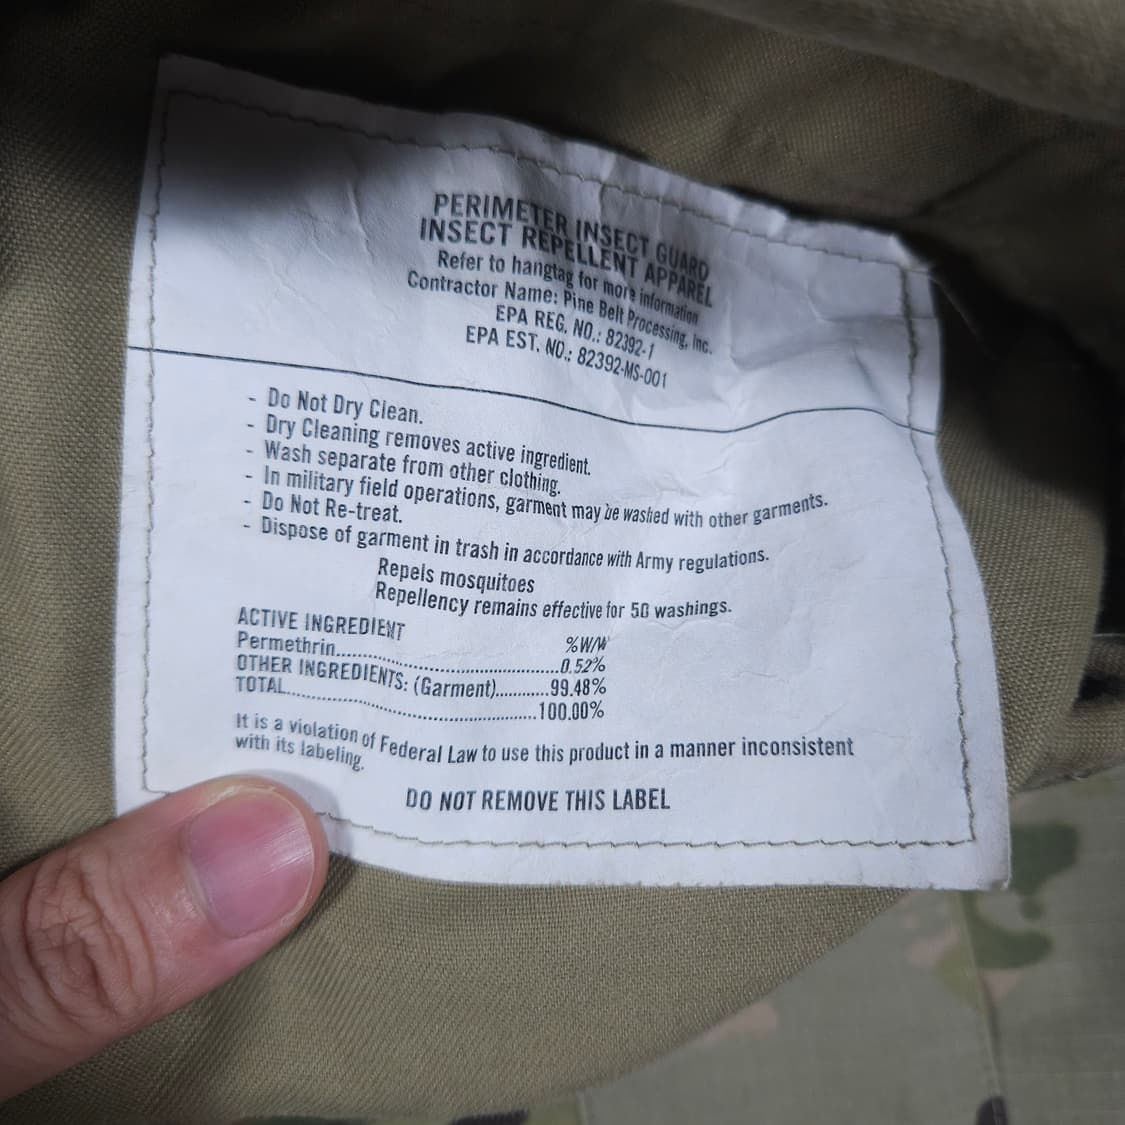 PERIMETER INSECT GUARD
INSECT REPELLENT APPAREL
Refer to hangtag for more information
Contractor Name: Pine Belt Processing, Inc.
EPA REG. NO.: 82392-1
EPA EST. NO.: 82392-MS-001
- Do Not Dry Clean.
- Dry Cleaning removes active ingredient.
- Wash separate from other clothing.
- In military field operations, garment may be washed with other garments.
- Do Not Re-treat.
- Dispose of garment in trash in accordance with Army regulations.
Repels mosquitoes
Repellency remains effective for 50 washings.
ACTIVE INGREDIENT %W/W
Permethrin..........................................................0.52%
OTHER INGREDIENTS: (Garment)...........99.48%
TOTAL.................................................................100.00%
It is a violation of Federal Law to use this product in a manner inconsistent
with its labeling.
DO NOT REMOVE THIS LABEL